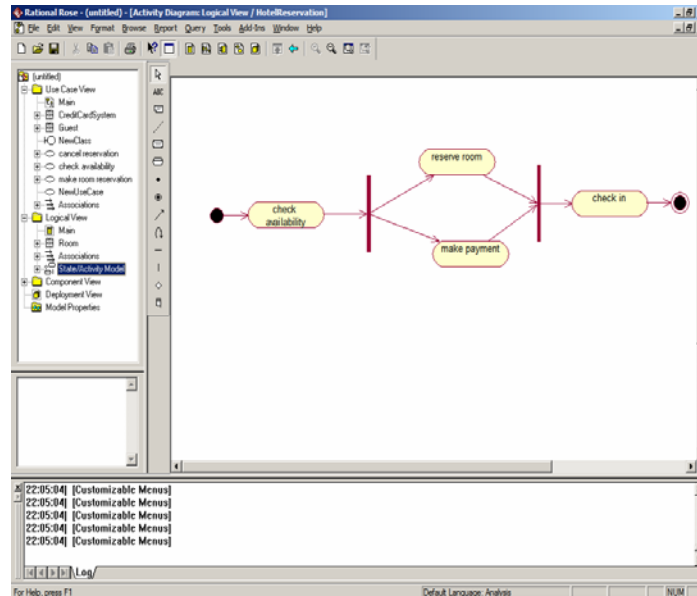 Rational Rose - (untitled) - [Activity Diagram: Logical View / HotelReservation]
File Edit View Format Browse Report Query Tools Add-Ins Window Help
(untitled)
Use Case View
Main
CreditCardSystem
Guest
NewClass
cancel reservation
check availability
make room reservation
NewUseCase
Associations
Logical View
Main
Room
Associations
State/Activity Model
Component View
Deployment View
Model Properties
ABC
check
availability
reserve room
make payment
check in
22:05:04| [Customizable Menus]
22:05:04| [Customizable Menus]
22:05:04| [Customizable Menus]
22:05:04| [Customizable Menus]
22:05:04| [Customizable Menus]
Log
For Help, press F1
Default Language: Analysis
NUM